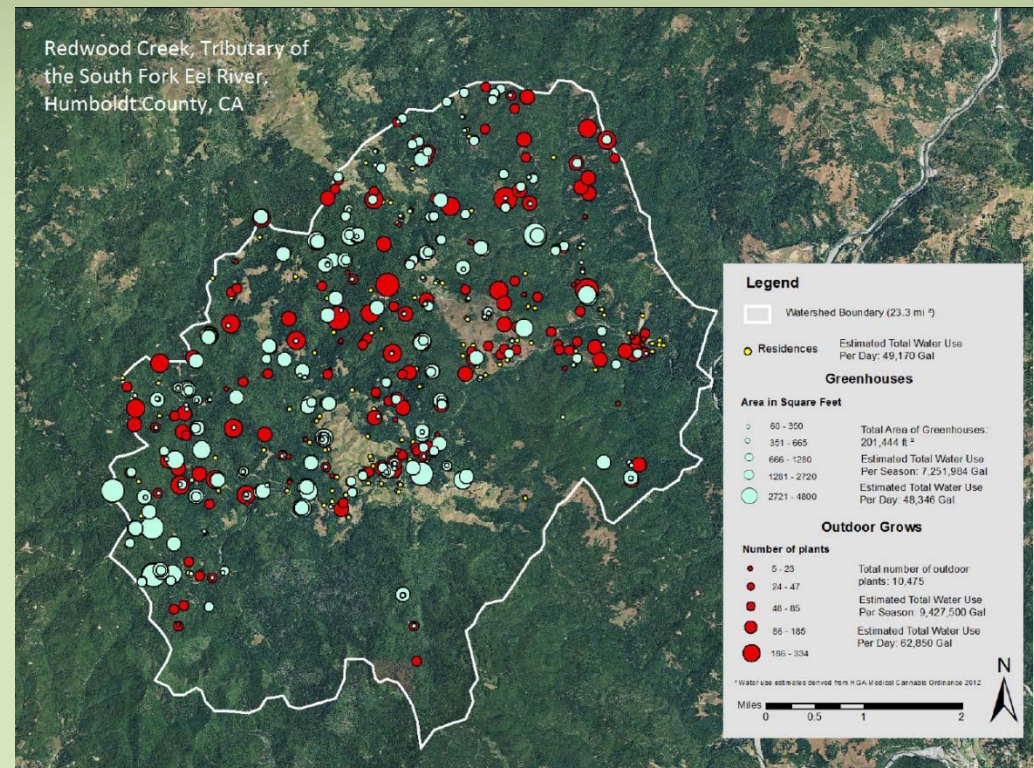 Redwood Creek, Tributary of
the South Fork Eel River,
Humboldt County, CA
Legend
Watershed Boundary (23.3 mi ²)
Residences
Estimated Total Water Use
Per Day: 49,170 Gal
Greenhouses
Area in Square Feet
60 - 350
351 - 665
666 - 1280
1281 - 2720
2721 - 4800
Total Area of Greenhouses:
201,444 ft ²
Estimated Total Water Use
Per Season: 7,251,984 Gal
Estimated Total Water Use
Per Day: 48,346 Gal
Outdoor Grows
Number of plants
5 - 23
24 - 47
48 - 85
86 - 185
186 - 334
Total number of outdoor
plants: 10,475
Estimated Total Water Use
Per Season: 9,427,500 Gal
Estimated Total Water Use
Per Day: 62,850 Gal
* Water use estimates derived from HGA Medical Cannabis Ordinance 2012
N
Miles
0 0.5 1 2